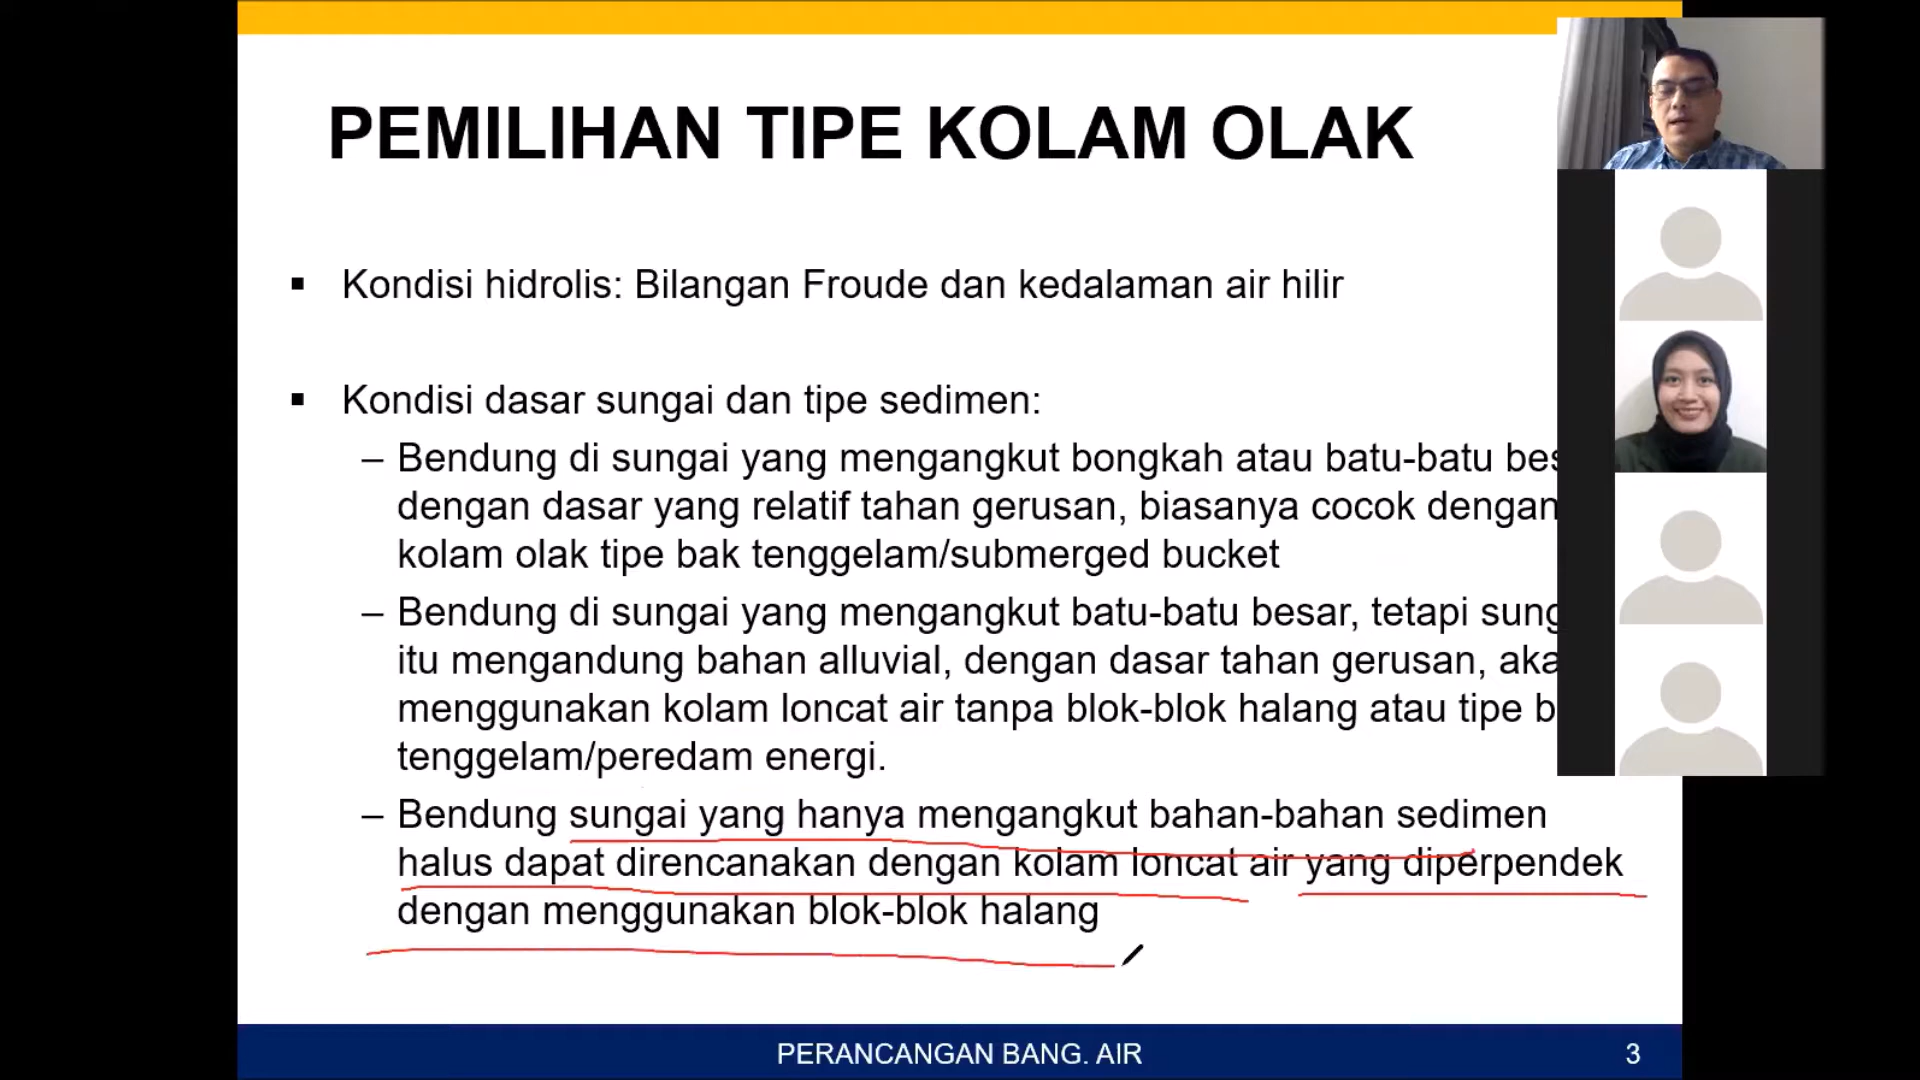 PEMILIHAN TIPE KOLAM OLAK
▪ Kondisi hidrolis: Bilangan Froude dan kedalaman air hilir
▪ Kondisi dasar sungai dan tipe sedimen:
– Bendung di sungai yang mengangkut bongkah atau batu-batu
dengan dasar yang relatif tahan gerusan, biasanya cocok dengan
kolam olak tipe bak tenggelam/submerged bucket
– Bendung di sungai yang mengangkut batu-batu besar, tetapi
itu mengandung bahan alluvial, dengan dasar tahan gerusan,
menggunakan kolam loncat air tanpa blok-blok halang atau tipe
tenggelam/peredam energi.
– Bendung sungai yang hanya mengangkut bahan-bahan sedimen
halus dapat direncanakan dengan kolam loncat air yang diperpendek
dengan menggunakan blok-blok halang
PERANCANGAN BANG. AIR
3